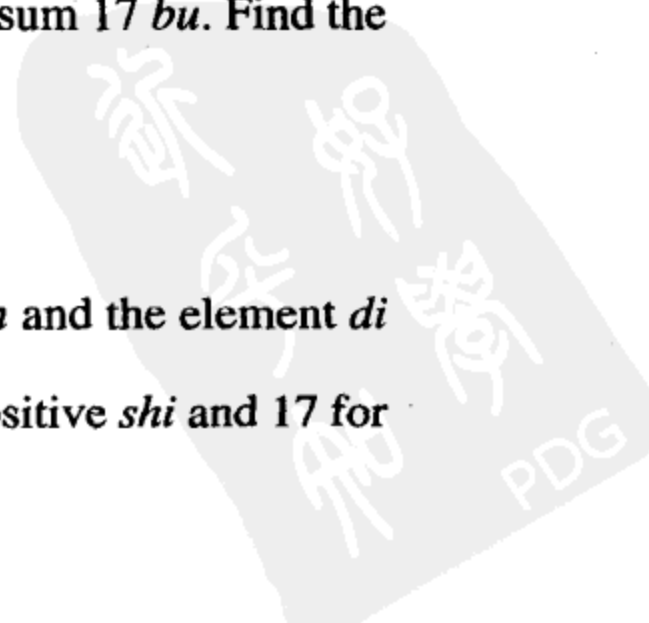 sum 17 bu. Find the
and the element di
sitive shi and 17 for
PDG